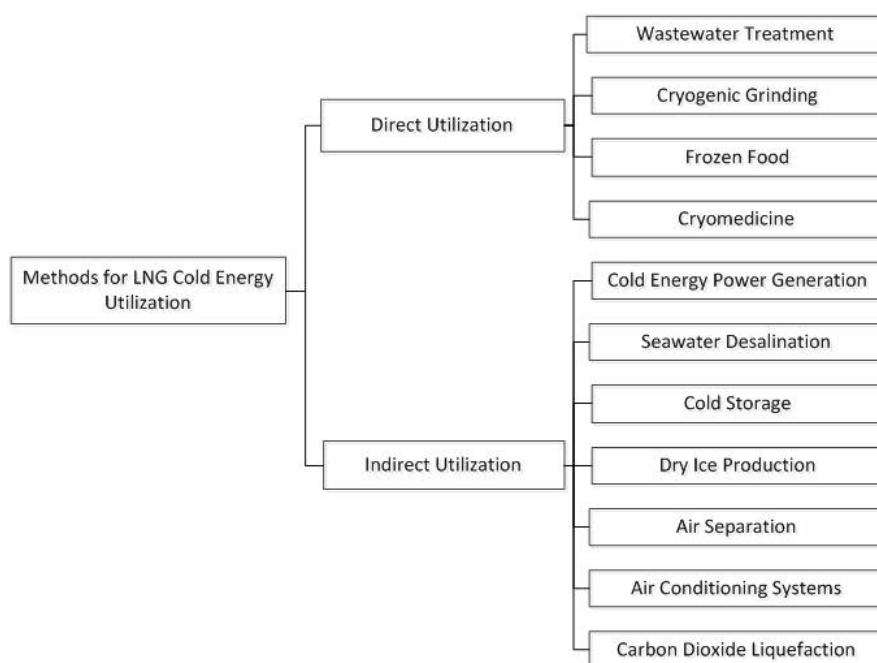 Wastewater Treatment
Cryogenic Grinding
Direct Utilization
Frozen Food
Cryomedicine
Methods for LNG Cold Energy
Utilization
Cold Energy Power Generation
Seawater Desalination
Cold Storage
Indirect Utilization
Dry Ice Production
Air Separation
Air Conditioning Systems
Carbon Dioxide Liquefaction